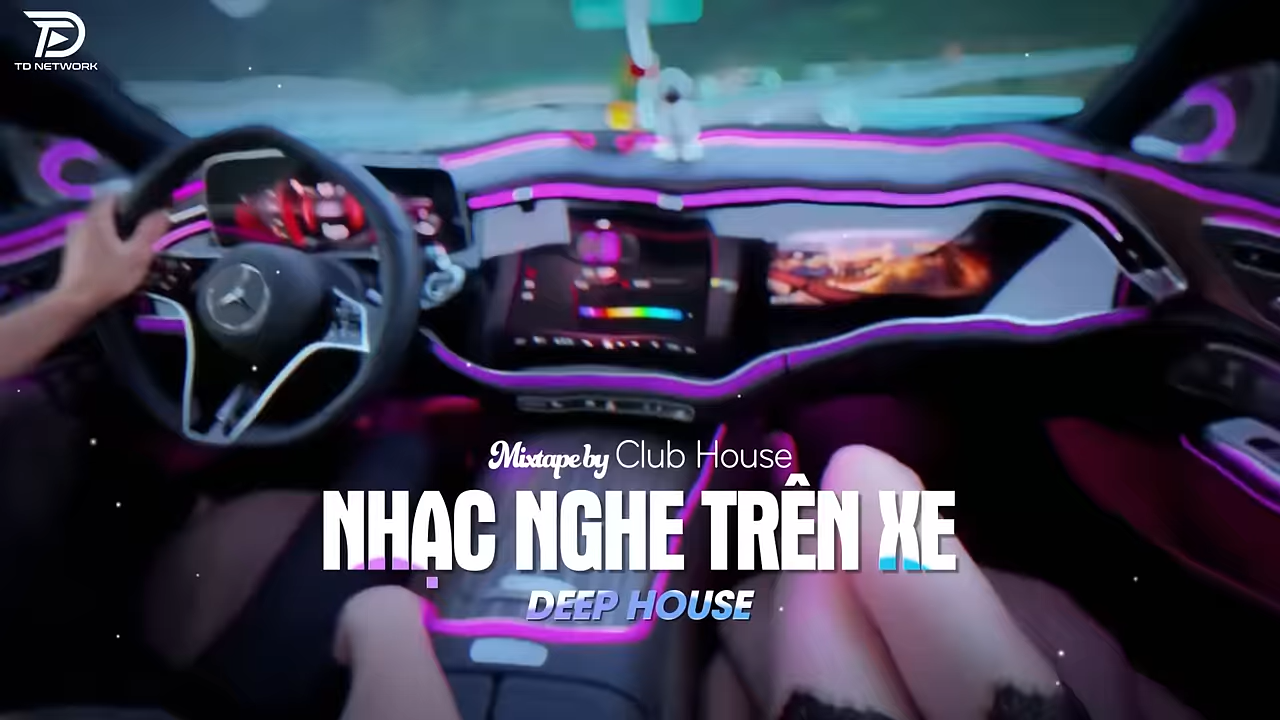 TD NETWORK
Mixtape by Club House
NHẠC NGHE TRÊN XE
DEEP HOUSE